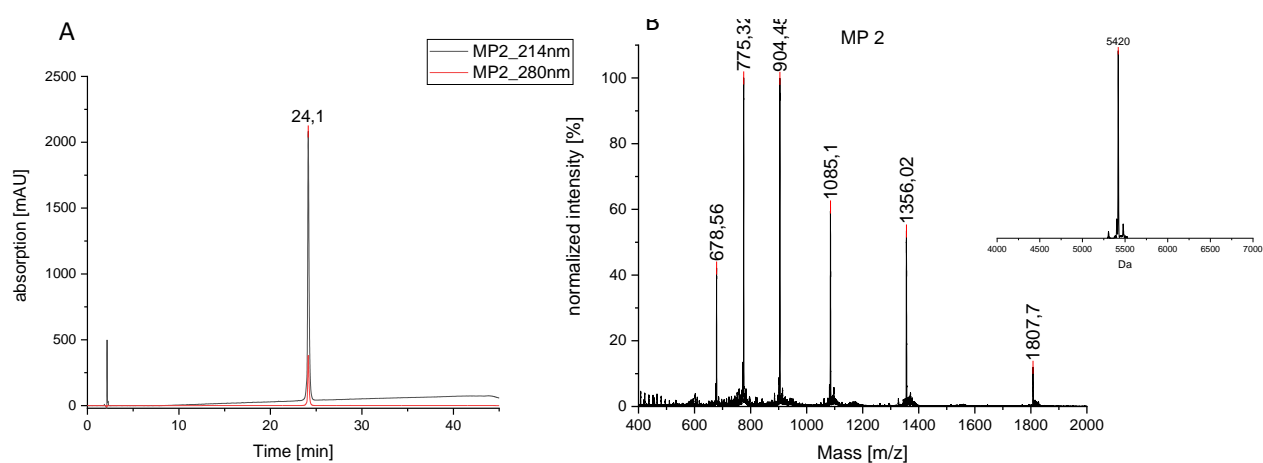 A
MP2_214nm
MP2_280nm
24,1
2500
2000
1500
1000
500
0
absorption [mAU]
0 10 20 30 40
Time [min]
B
MP 2
775,32
904,45
678,56
1085,1
1356,02
1807,7
100
80
60
40
20
0
normalized intensity [%]
400 600 800 1000 1200 1400 1600 1800 2000
Mass [m/z]
5420
4000 4500 5000 5500 6000 6500 7000
Da